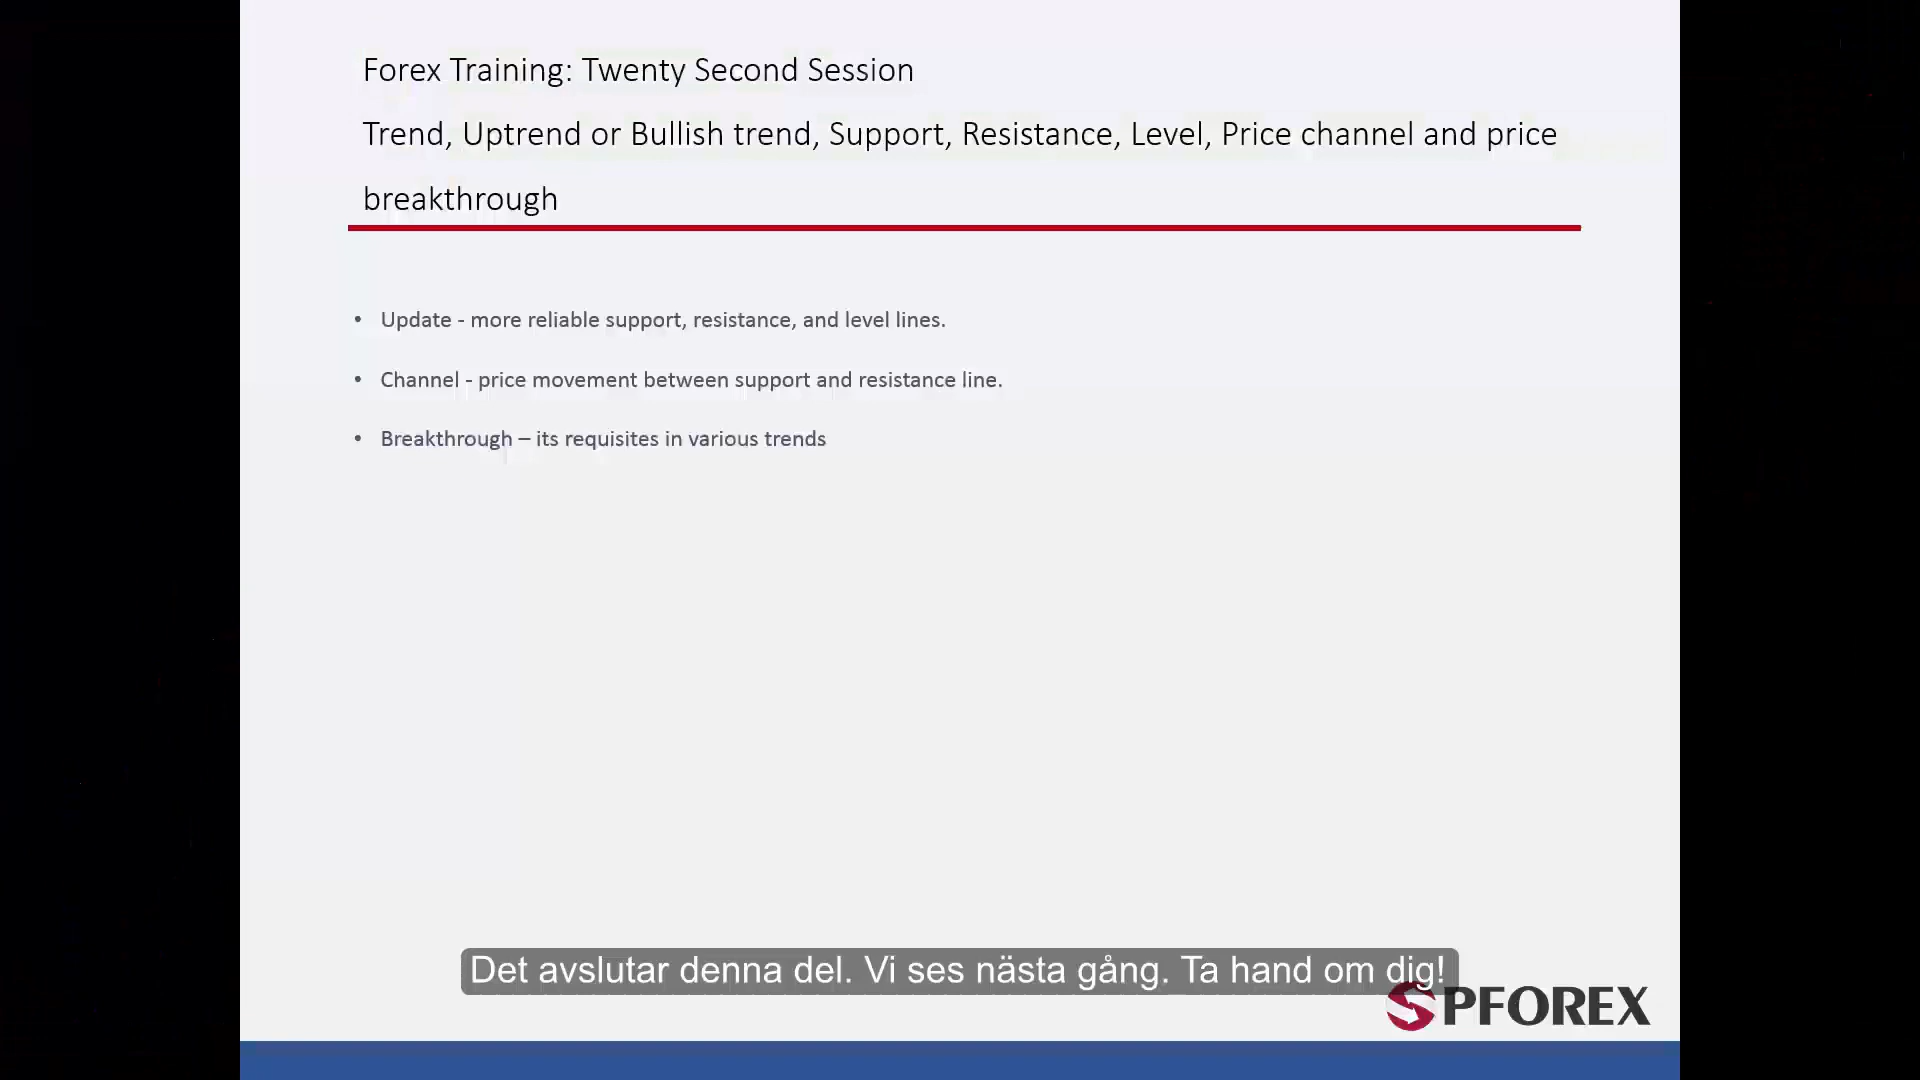 Forex Training: Twenty Second Session
Trend, Uptrend or Bullish trend, Support, Resistance, Level, Price channel and price
breakthrough
• Update - more reliable support, resistance, and level lines.
• Channel - price movement between support and resistance line.
• Breakthrough – its requisites in various trends
Det avslutar denna del. Vi ses nästa gång. Ta hand om dig!
SPFOREX